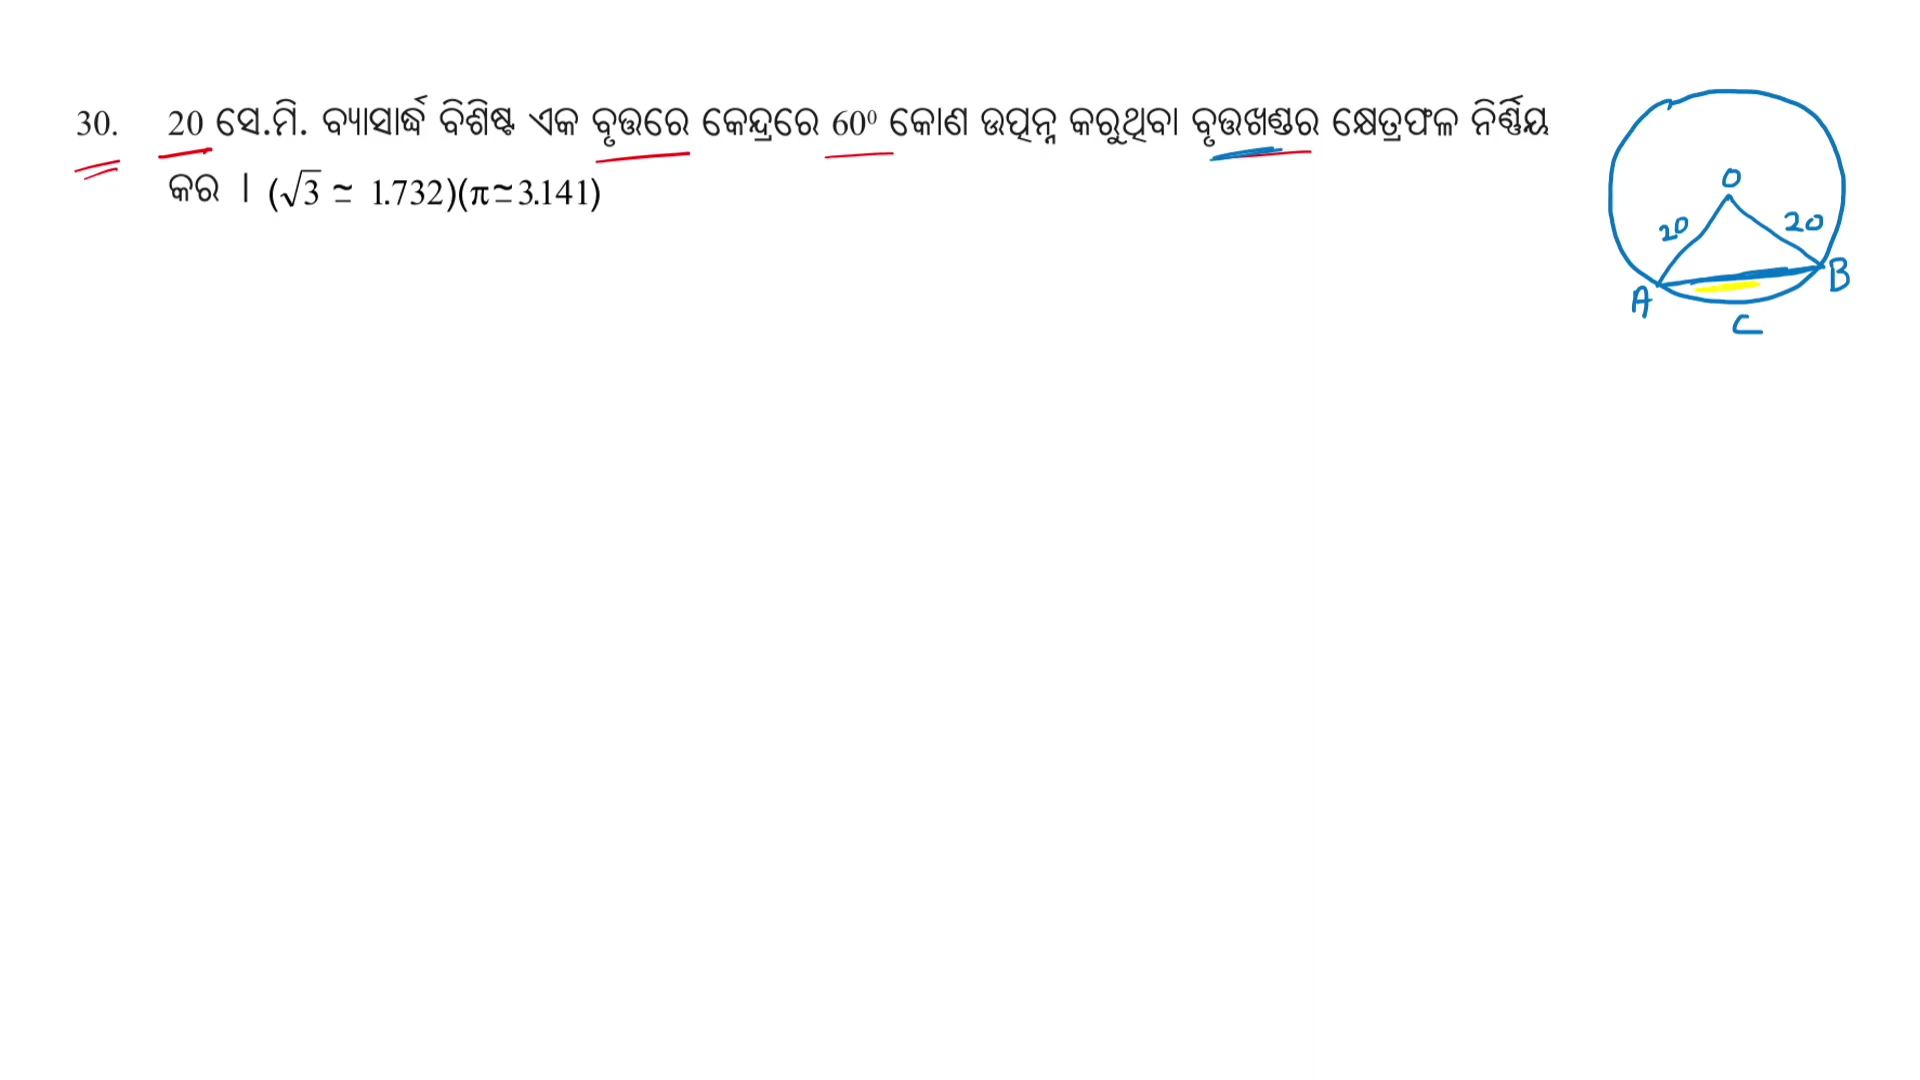 30. 20 ସେ.ମି. ବ୍ୟାସାର୍ଦ୍ଧ ବିଶିଷ୍ଟ ଏକ ବୃତ୍ତରେ କେନ୍ଦ୍ରରେ 60⁰ କୋଣ ଉତ୍ପନ୍ନ କରୁଥିବା ବୃତ୍ତଖଣ୍ଡର କ୍ଷେତ୍ରଫଳ ନିର୍ଣ୍ଣୟ
କର । (√3 ≃ 1.732)(π≃3.141)
O
20 20
A B
C